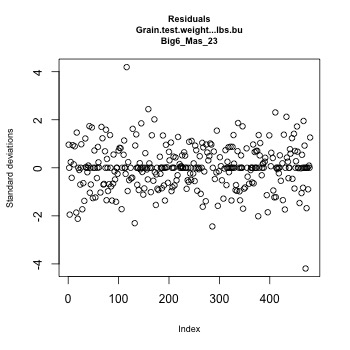 Residuals
Grain.test.weight...lbs.bu
Big6_Mas_23
Standard deviations
4
2
0
-2
-4
0
100
200
300
400
Index